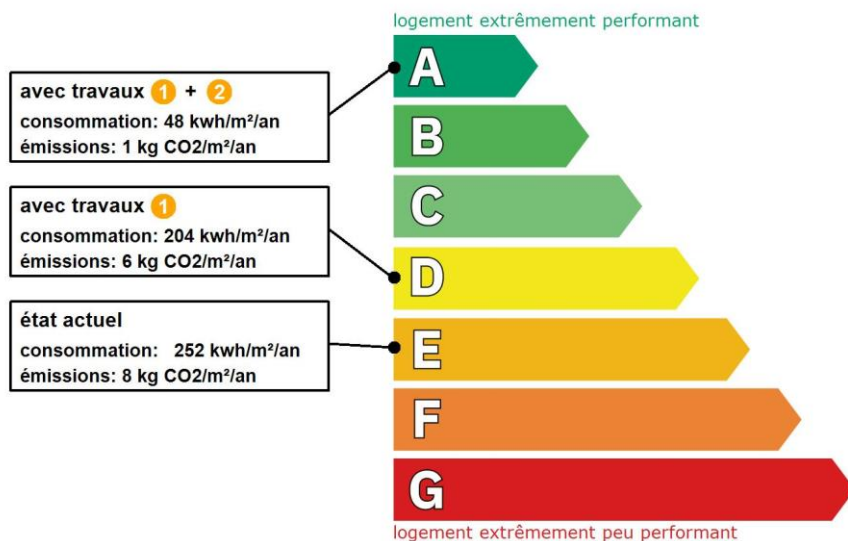 logement extrêmement performant
A
avec travaux 1 + 2
consommation: 48 kwh/m²/an
émissions: 1 kg CO2/m²/an
B
C
avec travaux 1
consommation: 204 kwh/m²/an
émissions: 6 kg CO2/m²/an
D
état actuel
consommation: 252 kwh/m²/an
émissions: 8 kg CO2/m²/an
E
F
G
logement extrêmement peu performant